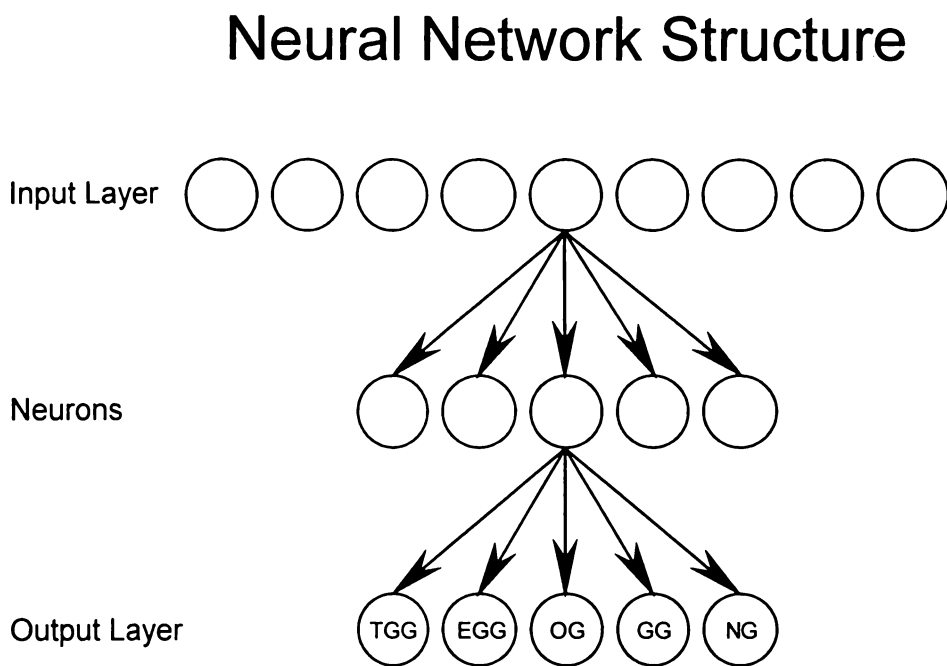 Neural Network Structure
Input Layer
Neurons
Output Layer
TGG EGG OG GG NG